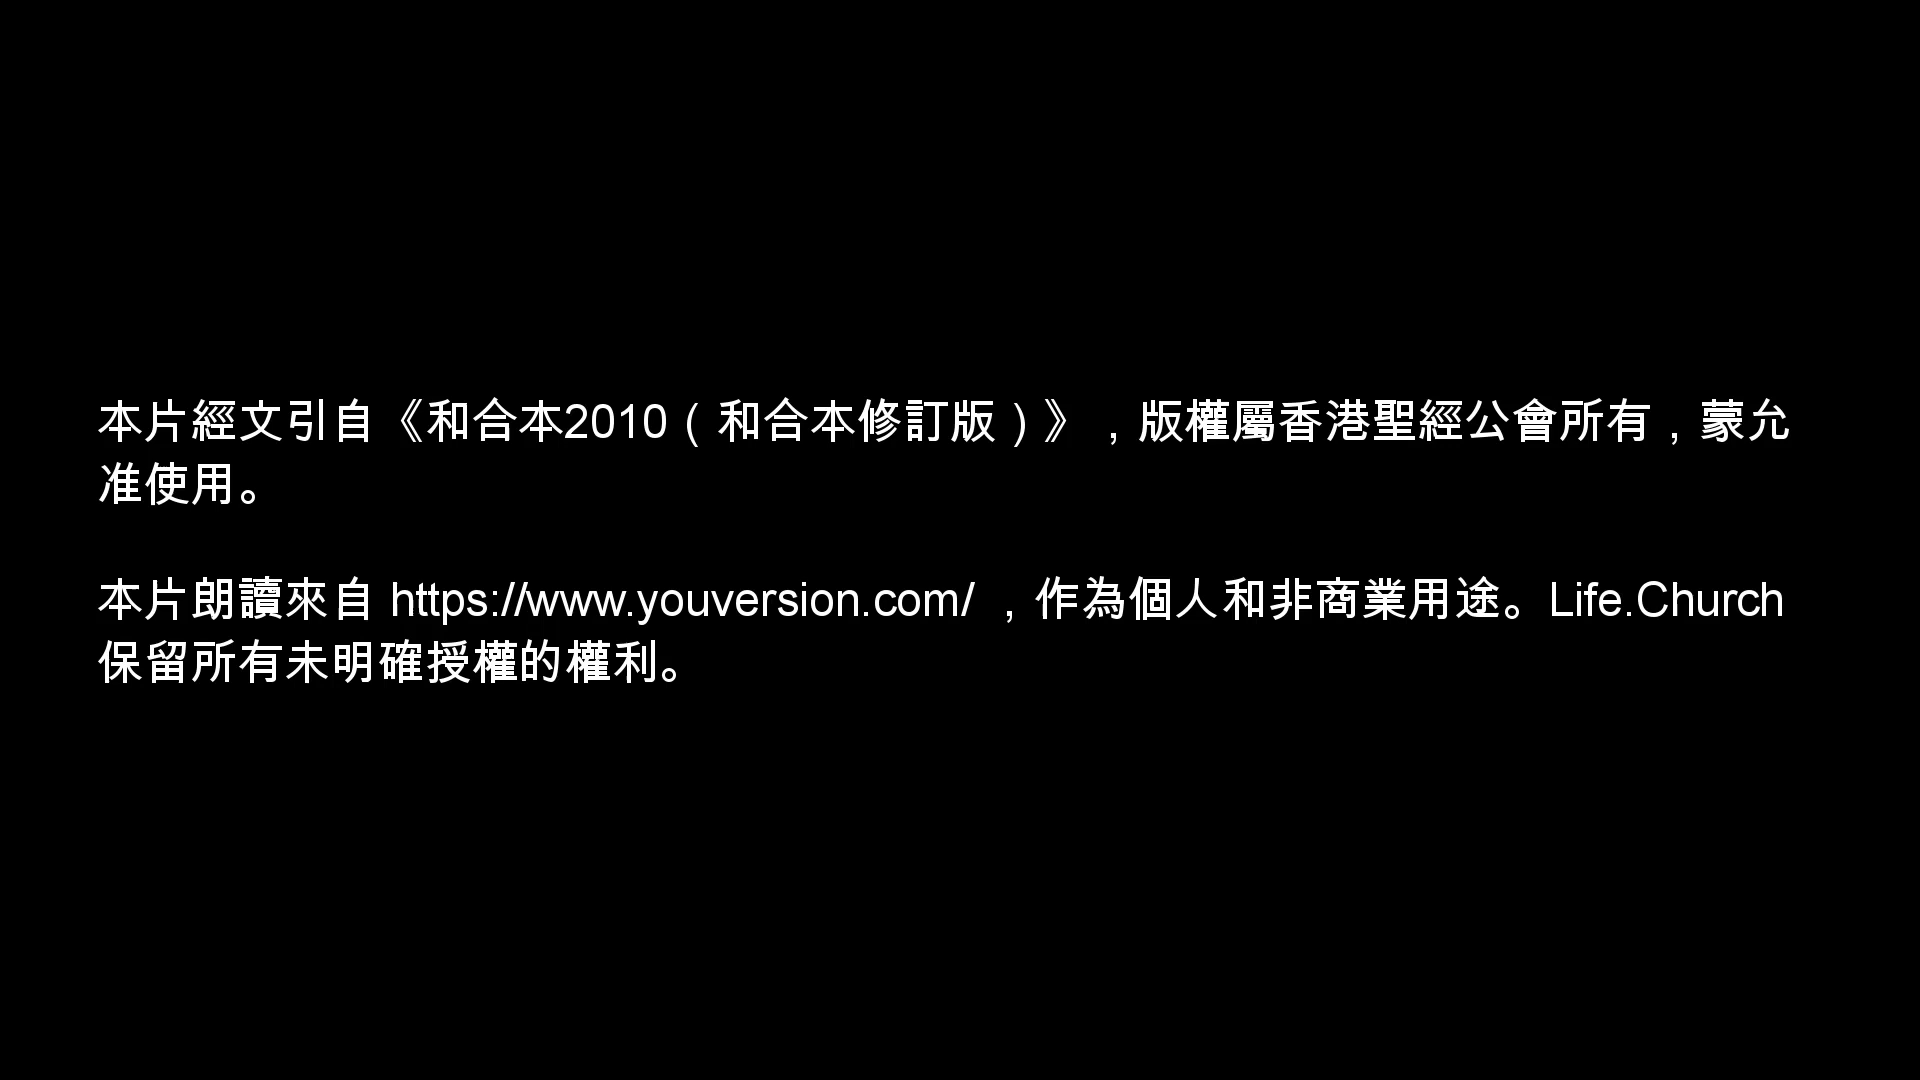 本片經文引自《和合本2010（和合本修訂版）》，版權屬香港聖經公會所有，蒙允
准使用。
本片朗讀來自 https://www.youversion.com/ ，作為個人和非商業用途。Life.Church
保留所有未明確授權的權利。